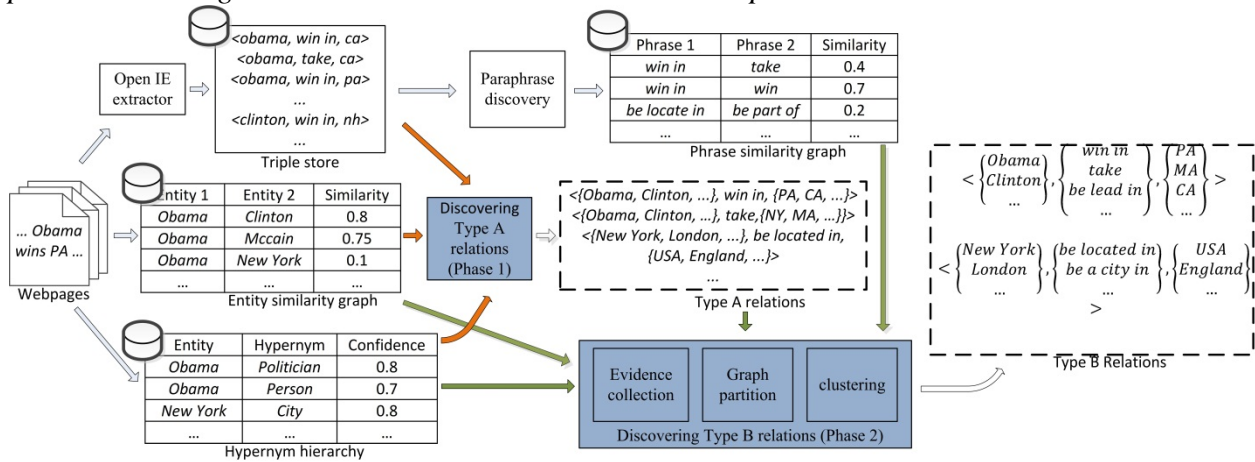 <obama, win in, ca>
<obama, take, ca>
<obama, win in, pa>
...
<clinton, win in, nh>
...
Triple store
Open IE
extractor
Paraphrase
discovery
Phrase 1 Phrase 2 Similarity
win in take 0.4
win in win 0.7
be locate in be part of 0.2
... ... ...
Phrase similarity graph
... Obama
wins PA ...
Webpages
Entity 1 Entity 2 Similarity
Obama Clinton 0.8
Obama Mccain 0.75
Obama New York 0.1
... ... ...
Entity similarity graph
Discovering
Type A
relations
(Phase 1)
<{Obama, Clinton, ...}, win in, {PA, CA, ...}>
<{Obama, Clinton, ...}, take,{NY, MA, ...}}>
<{New York, London, ...}, be located in,
{USA, England, ...}>
...
Type A relations
Entity Hypernym Confidence
Obama Politician 0.8
Obama Person 0.7
New York City 0.8
... ... ...
Hypernym hierarchy
Evidence
collection
Graph
partition
clustering
Discovering Type B relations (Phase 2)
< {Obama Clinton ...}, {win in take be lead in ...}, {PA MA CA ...} >
< {New York London ...}, {be located in be a city in ...}, {USA England ...}
>
Type B Relations